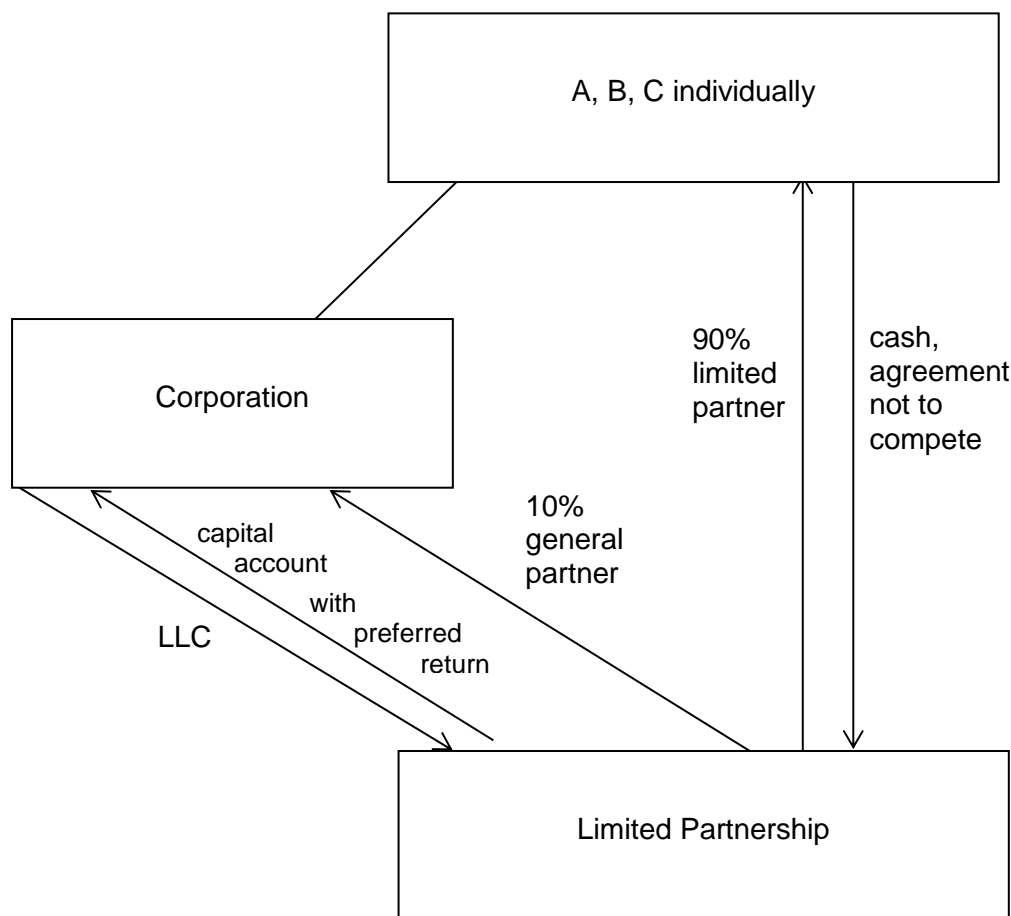 A, B, C individually
Corporation
90%
limited
partner
cash,
agreement
not to
compete
10%
general
partner
capital
account
with
preferred
return
LLC
Limited Partnership